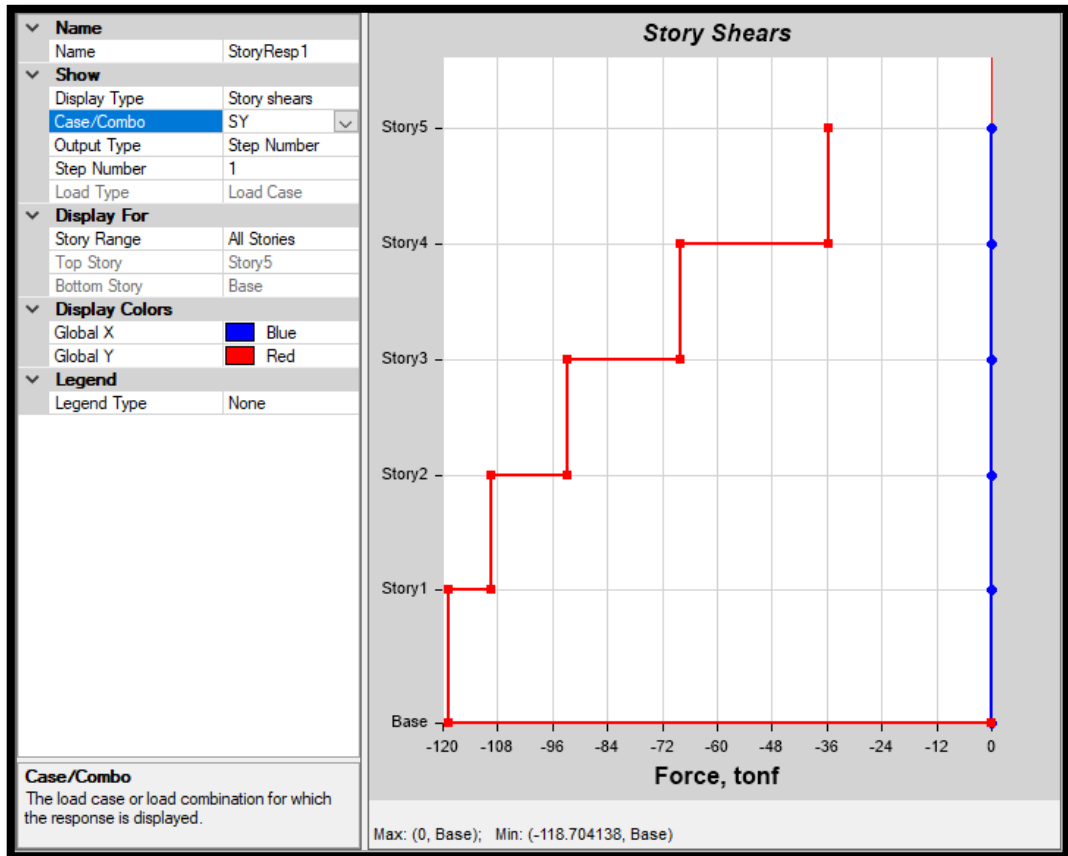 Name
Name StoryResp1
Show
Display Type Story shears
Case/Combo SY
Output Type Step Number
Step Number 1
Load Type Load Case
Display For
Story Range All Stories
Top Story Story5
Bottom Story Base
Display Colors
Global X Blue
Global Y Red
Legend
Legend Type None
Case/Combo
The load case or load combination for which
the response is displayed.
Story Shears
Story5
Story4
Story3
Story2
Story1
Base
-120 -108 -96 -84 -72 -60 -48 -36 -24 -12 0
Force, tonf
Max: (0, Base); Min: (-118.704138, Base)